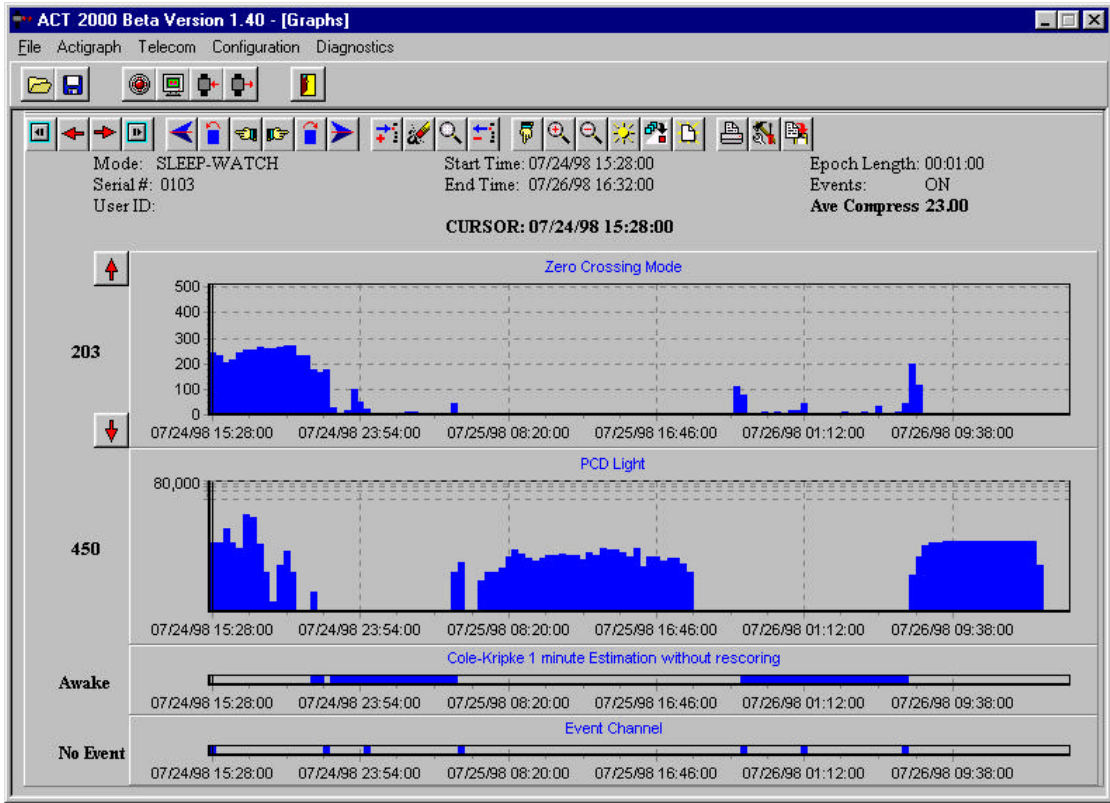 ACT 2000 Beta Version 1.40 - [Graphs]
File Actigraph Telecom Configuration Diagnostics
Mode: SLEEP-WATCH Start Time: 07/24/98 15:28:00 Epoch Length: 00:01:00
Serial #: 0103 End Time: 07/26/98 16:32:00 Events: ON
User ID: Ave Compress 23.00
CURSOR: 07/24/98 15:28:00
Zero Crossing Mode
500
400
300
203
200
100
0
07/24/98 15:28:00 07/24/98 23:54:00 07/25/98 08:20:00 07/25/98 16:46:00 07/26/98 01:12:00 07/26/98 09:38:00
PCD Light
80,000
450
07/24/98 15:28:00 07/24/98 23:54:00 07/25/98 08:20:00 07/25/98 16:46:00 07/26/98 01:12:00 07/26/98 09:38:00
Cole-Kripke 1 minute Estimation without rescoring
Awake
07/24/98 15:28:00 07/24/98 23:54:00 07/25/98 08:20:00 07/25/98 16:46:00 07/26/98 01:12:00 07/26/98 09:38:00
Event Channel
No Event
07/24/98 15:28:00 07/24/98 23:54:00 07/25/98 08:20:00 07/25/98 16:46:00 07/26/98 01:12:00 07/26/98 09:38:00